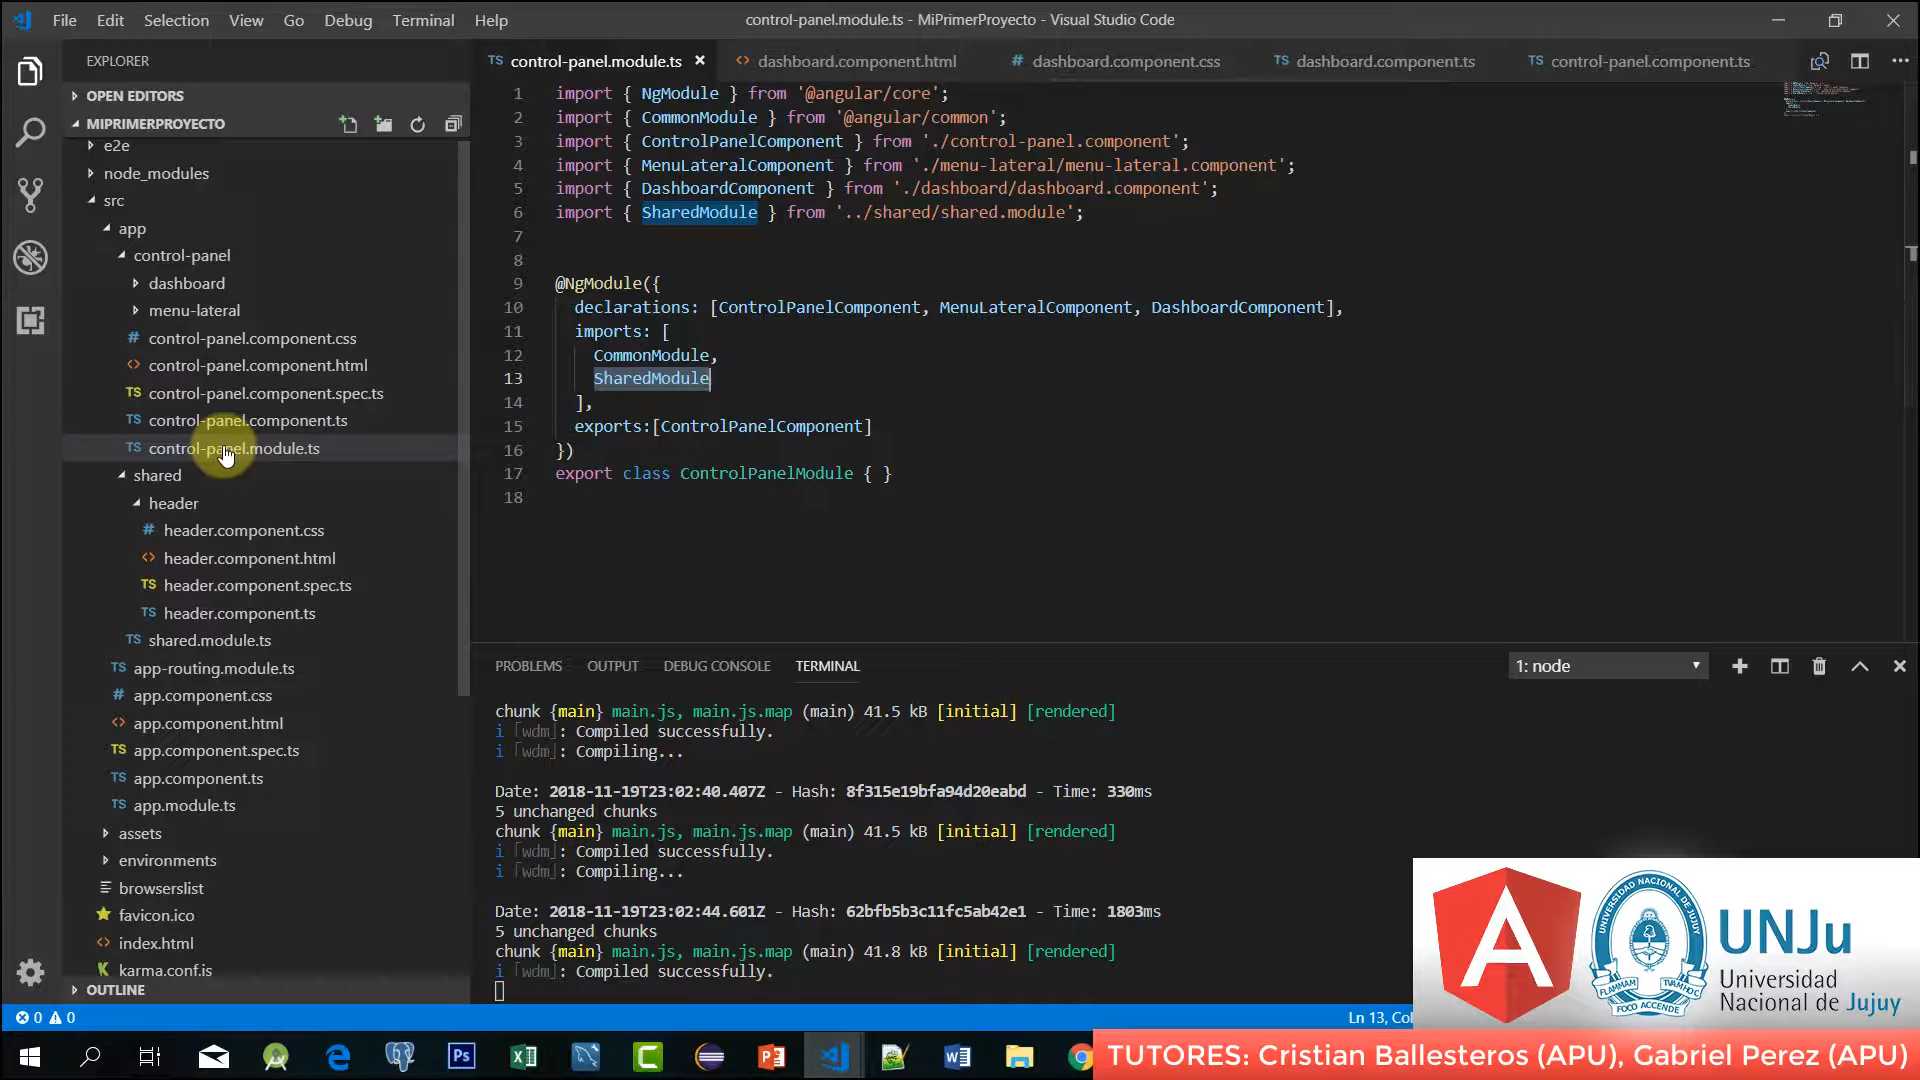 File Edit Selection View Go Debug Terminal Help
control-panel.module.ts - MiPrimerProyecto - Visual Studio Code
EXPLORER
OPEN EDITORS
MIPRIMERPROYECTO
e2e
node_modules
src
app
control-panel
dashboard
menu-lateral
# control-panel.component.css
<> control-panel.component.html
TS control-panel.component.spec.ts
TS control-panel.component.ts
TS control-panel.module.ts
shared
header
# header.component.css
<> header.component.html
TS header.component.spec.ts
TS header.component.ts
TS shared.module.ts
TS app-routing.module.ts
# app.component.css
<> app.component.html
TS app.component.spec.ts
TS app.component.ts
TS app.module.ts
assets
environments
browserslist
favicon.ico
<> index.html
K karma.conf.js
OUTLINE
TS control-panel.module.ts × <> dashboard.component.html # dashboard.component.css TS dashboard.component.ts TS control-panel.component.ts
1 import { NgModule } from '@angular/core';
2 import { CommonModule } from '@angular/common';
3 import { ControlPanelComponent } from './control-panel.component';
4 import { MenuLateralComponent } from './menu-lateral/menu-lateral.component';
5 import { DashboardComponent } from './dashboard/dashboard.component';
6 import { SharedModule } from '../shared/shared.module';
7
8
9 @NgModule({
10 declarations: [ControlPanelComponent, MenuLateralComponent, DashboardComponent],
11 imports: [
12 CommonModule,
13 SharedModule
14 ],
15 exports:[ControlPanelComponent]
16 })
17 export class ControlPanelModule { }
18
PROBLEMS OUTPUT DEBUG CONSOLE TERMINAL
1: node
chunk {main} main.js, main.js.map (main) 41.5 kB [initial] [rendered]
i ｢wdm｣: Compiled successfully.
i ｢wdm｣: Compiling...
Date: 2018-11-19T23:02:40.407Z - Hash: 8f315e19bfa94d20eabd - Time: 330ms
5 unchanged chunks
chunk {main} main.js, main.js.map (main) 41.5 kB [initial] [rendered]
i ｢wdm｣: Compiled successfully.
i ｢wdm｣: Compiling...
Date: 2018-11-19T23:02:44.601Z - Hash: 62bfb5b3c11fc5ab42e1 - Time: 1803ms
5 unchanged chunks
chunk {main} main.js, main.js.map (main) 41.8 kB [initial] [rendered]
i ｢wdm｣: Compiled successfully.
0 0
Ln 13, Col
A
UNJu
Universidad
Nacional de Jujuy
TUTORES: Cristian Ballesteros (APU), Gabriel Perez (APU)